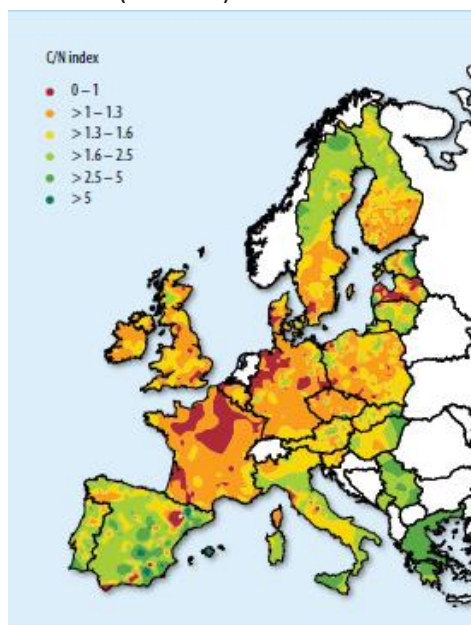 C/N index
0 – 1
> 1 – 1.3
> 1.3 – 1.6
> 1.6 – 2.5
> 2.5 – 5
> 5